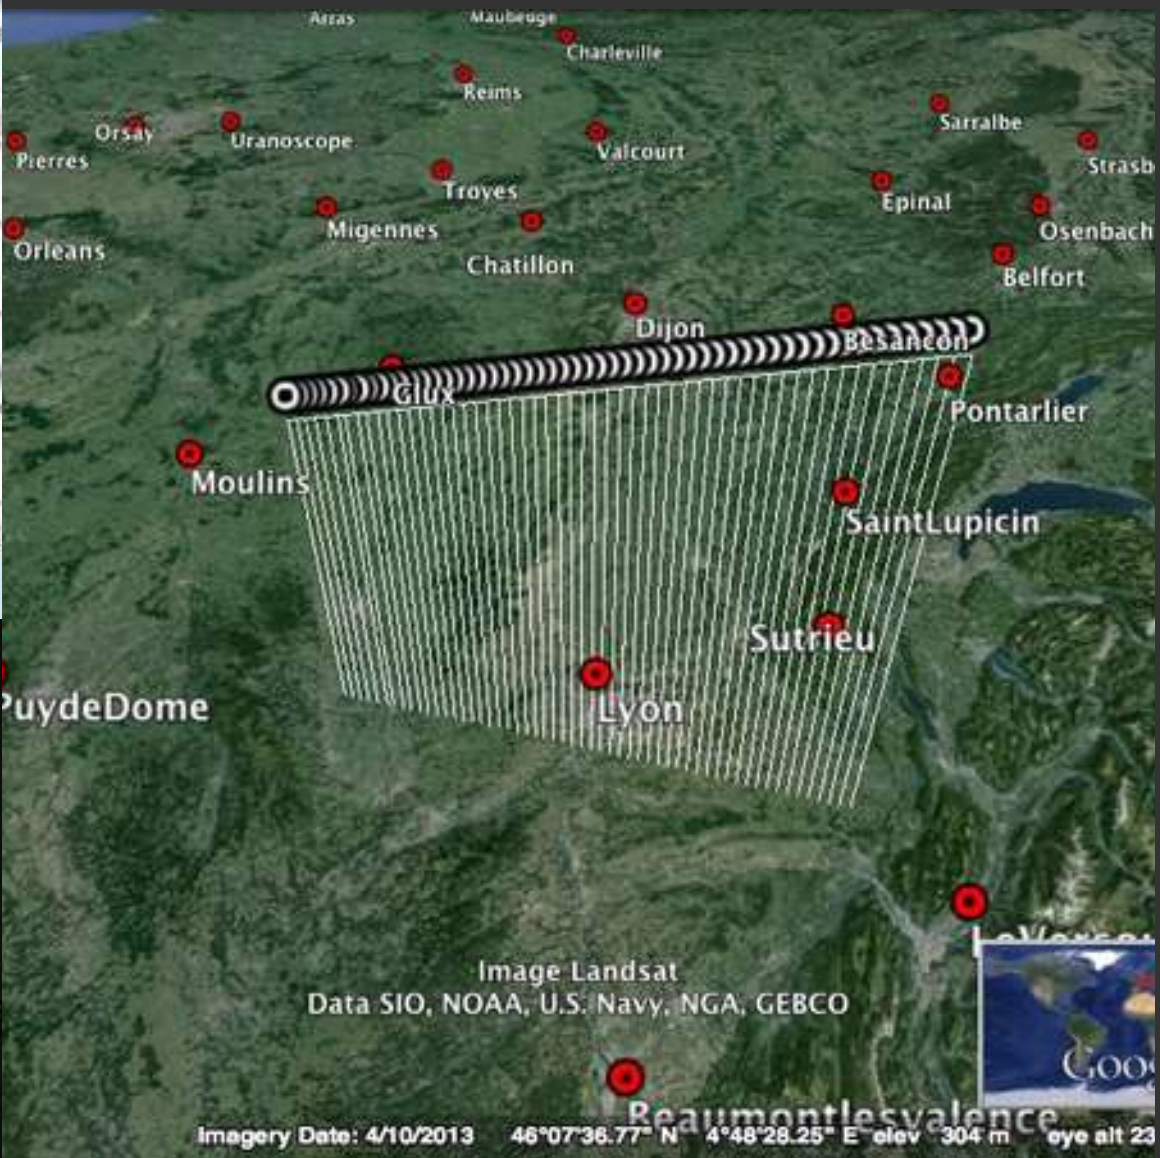 Arras
Maubeuge
Charleville
Reims
Sarralbe
Orsay
Uranoscope
Pierres
Valcourt
Strasb
Troyes
Epinal
Migennes
Osenbach
Orleans
Chatillon
Belfort
Dijon
Besancon
Glux
Pontarlier
Moulins
SaintLupicin
Sutrieu
PuydeDome
Lyon
Image Landsat
Data SIO, NOAA, U.S. Navy, NGA, GEBCO
Goog
Beaumontlesvalence
Imagery Date: 4/10/2013 46°07'36.77" N 4°48'28.25" E elev 304 m eye alt 23